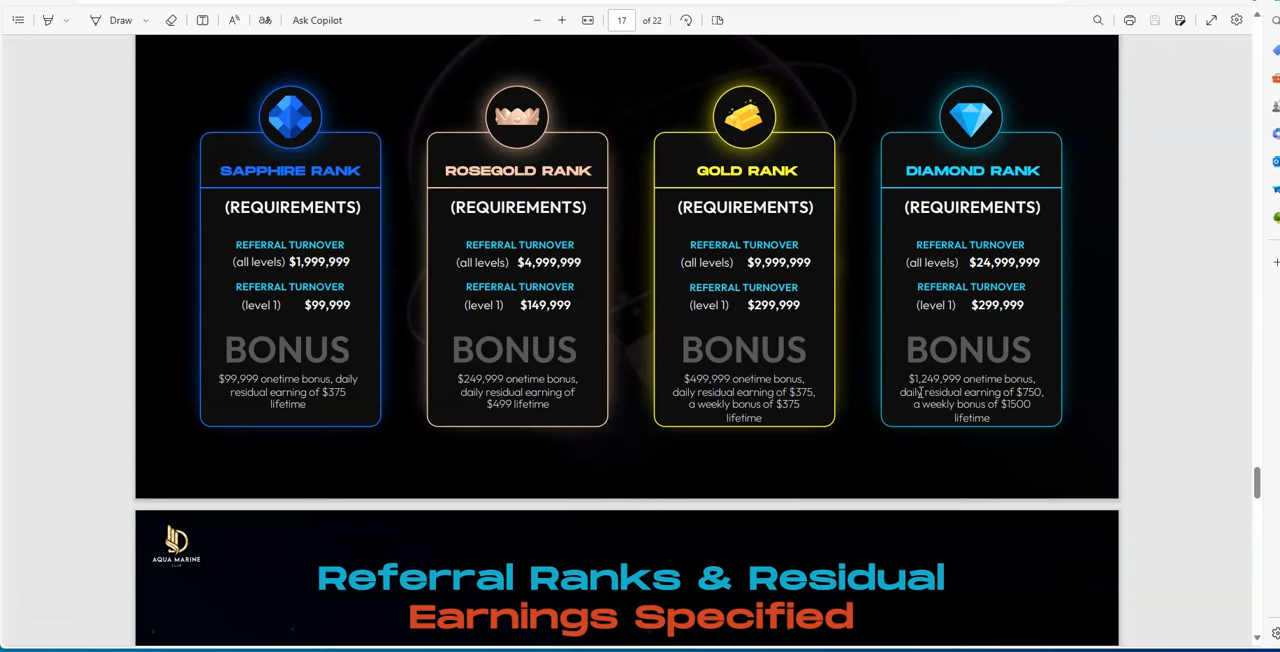 Draw
Ask Copilot
17 of 22
SAPPHIRE RANK
(REQUIREMENTS)
REFERRAL TURNOVER
(all levels) $1,999,999
REFERRAL TURNOVER
(level 1) $99,999
BONUS
$99,999 onetime bonus, daily
residual earning of $375
lifetime
ROSEGOLD RANK
(REQUIREMENTS)
REFERRAL TURNOVER
(all levels) $4,999,999
REFERRAL TURNOVER
(level 1) $149,999
BONUS
$249,999 onetime bonus,
daily residual earning of
$499 lifetime
GOLD RANK
(REQUIREMENTS)
REFERRAL TURNOVER
(all levels) $9,999,999
REFERRAL TURNOVER
(level 1) $299,999
BONUS
$499,999 onetime bonus,
daily residual earning of $375,
a weekly bonus of $375
lifetime
DIAMOND RANK
(REQUIREMENTS)
REFERRAL TURNOVER
(all levels) $24,999,999
REFERRAL TURNOVER
(level 1) $299,999
BONUS
$1,249,999 onetime bonus,
daily residual earning of $750,
a weekly bonus of $1500
lifetime
AQUA MARINE
CLUB
Referral Ranks & Residual
Earnings Specified